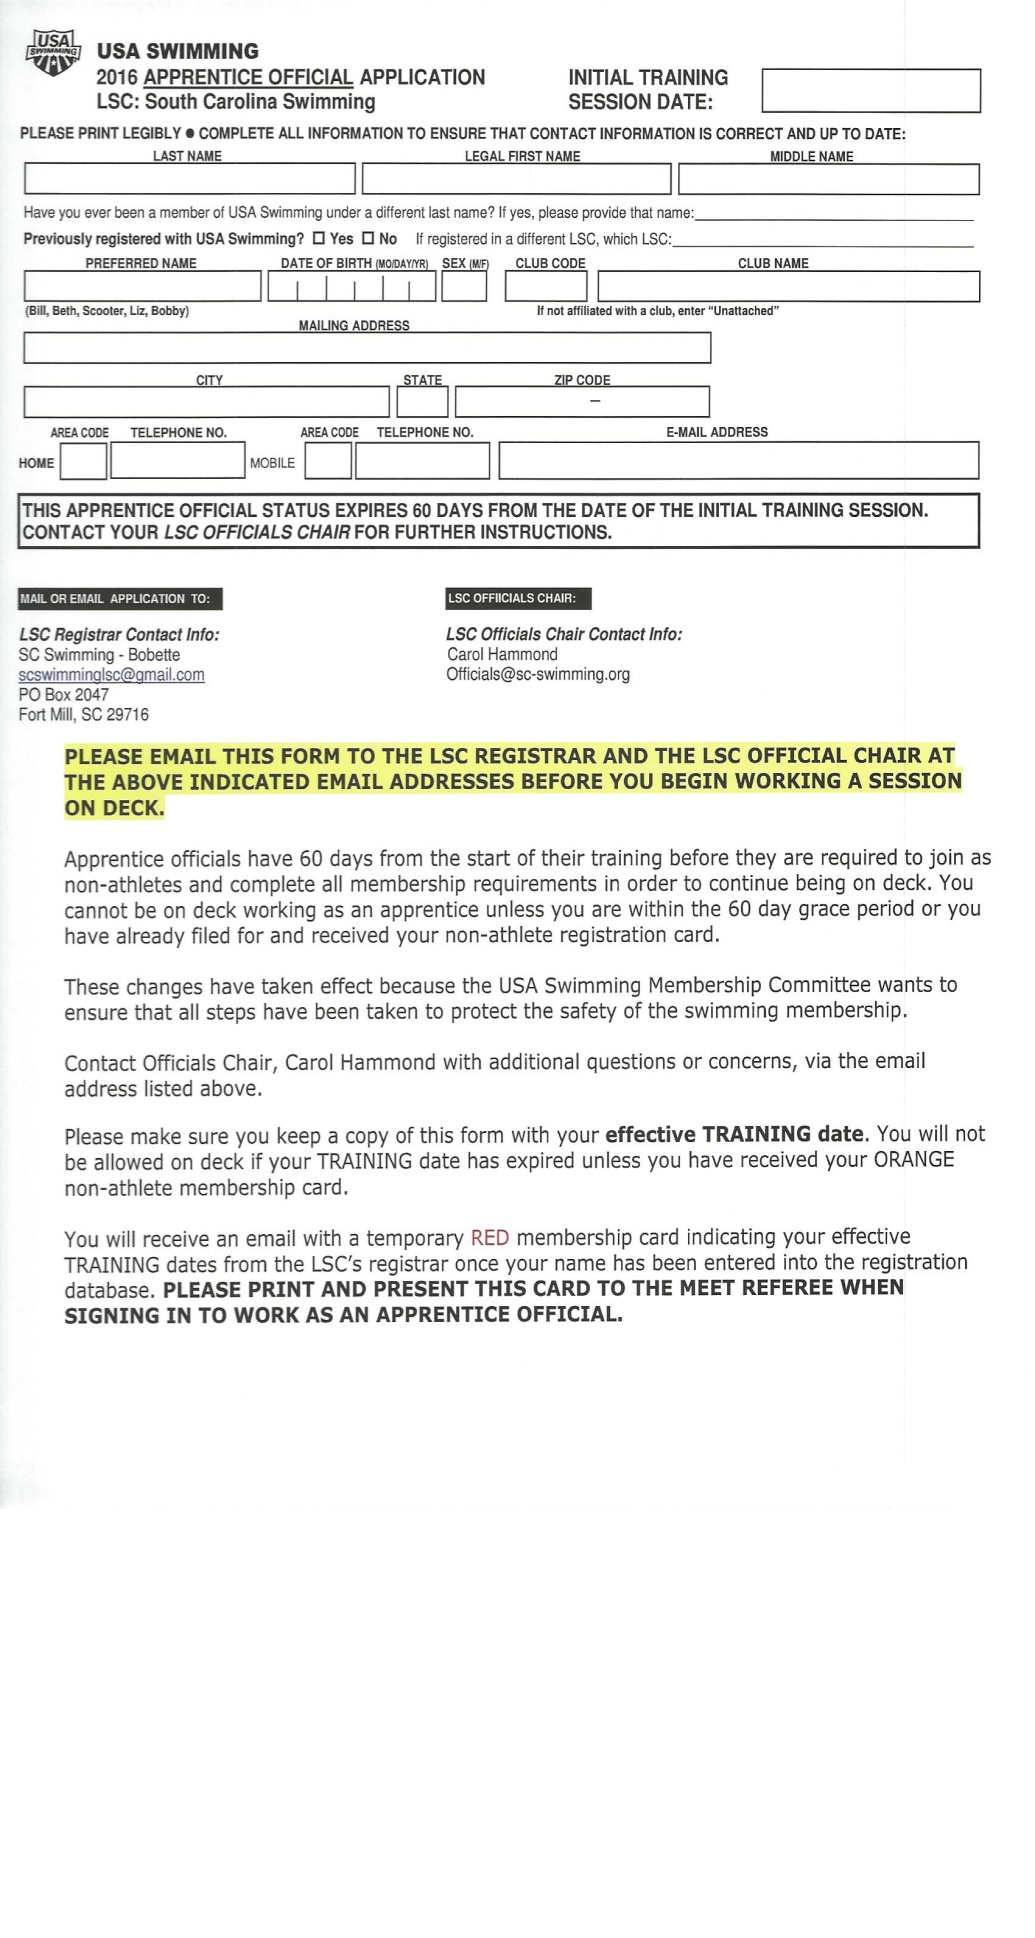 USA
SWIMMING
USA SWIMMING
2016 APPRENTICE OFFICIAL APPLICATION
LSC: South Carolina Swimming
INITIAL TRAINING
SESSION DATE:
PLEASE PRINT LEGIBLY ● COMPLETE ALL INFORMATION TO ENSURE THAT CONTACT INFORMATION IS CORRECT AND UP TO DATE:
LAST NAME LEGAL FIRST NAME MIDDLE NAME
Have you ever been a member of USA Swimming under a different last name? If yes, please provide that name:
Previously registered with USA Swimming? ☐ Yes ☐ No If registered in a different LSC, which LSC:
PREFERRED NAME DATE OF BIRTH (MO/DAY/YR) SEX (M/F) CLUB CODE CLUB NAME
(Bill, Beth, Scooter, Liz, Bobby) If not affiliated with a club, enter “Unattached”
MAILING ADDRESS
CITY STATE ZIP CODE
–
AREA CODE TELEPHONE NO. AREA CODE TELEPHONE NO. E-MAIL ADDRESS
HOME MOBILE
THIS APPRENTICE OFFICIAL STATUS EXPIRES 60 DAYS FROM THE DATE OF THE INITIAL TRAINING SESSION.
CONTACT YOUR LSC OFFICIALS CHAIR FOR FURTHER INSTRUCTIONS.
MAIL OR EMAIL APPLICATION TO:
LSC Registrar Contact Info:
SC Swimming - Bobette
scswimminglsc@gmail.com
PO Box 2047
Fort Mill, SC 29716
LSC OFFIICIALS CHAIR:
LSC Officials Chair Contact Info:
Carol Hammond
Officials@sc-swimming.org
PLEASE EMAIL THIS FORM TO THE LSC REGISTRAR AND THE LSC OFFICIAL CHAIR AT
THE ABOVE INDICATED EMAIL ADDRESSES BEFORE YOU BEGIN WORKING A SESSION
ON DECK.
Apprentice officials have 60 days from the start of their training before they are required to join as
non-athletes and complete all membership requirements in order to continue being on deck. You
cannot be on deck working as an apprentice unless you are within the 60 day grace period or you
have already filed for and received your non-athlete registration card.
These changes have taken effect because the USA Swimming Membership Committee wants to
ensure that all steps have been taken to protect the safety of the swimming membership.
Contact Officials Chair, Carol Hammond with additional questions or concerns, via the email
address listed above.
Please make sure you keep a copy of this form with your effective TRAINING date. You will not
be allowed on deck if your TRAINING date has expired unless you have received your ORANGE
non-athlete membership card.
You will receive an email with a temporary RED membership card indicating your effective
TRAINING dates from the LSC’s registrar once your name has been entered into the registration
database. PLEASE PRINT AND PRESENT THIS CARD TO THE MEET REFEREE WHEN
SIGNING IN TO WORK AS AN APPRENTICE OFFICIAL.